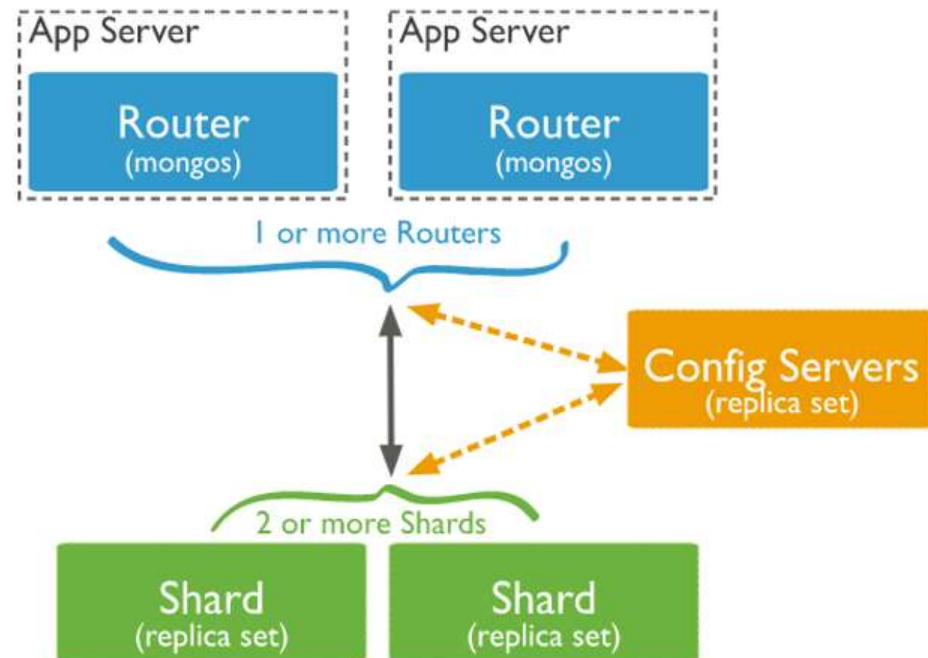 App Server
App Server
Router
(mongos)
Router
(mongos)
1 or more Routers
Config Servers
(replica set)
2 or more Shards
Shard
(replica set)
Shard
(replica set)